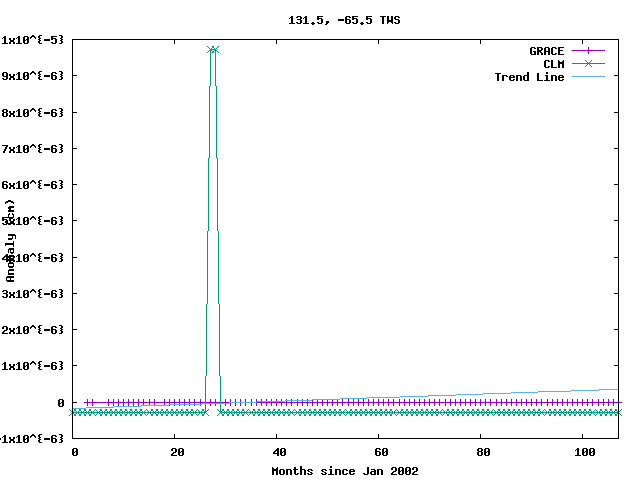 131.5, -65.5 TWS
1x10^{-5}
9x10^{-6}
8x10^{-6}
7x10^{-6}
6x10^{-6}
5x10^{-6}
4x10^{-6}
3x10^{-6}
2x10^{-6}
1x10^{-6}
0
-1x10^{-6}
Anomaly (cm)
GRACE
CLM
Trend Line
0 20 40 60 80 100
Months since Jan 2002